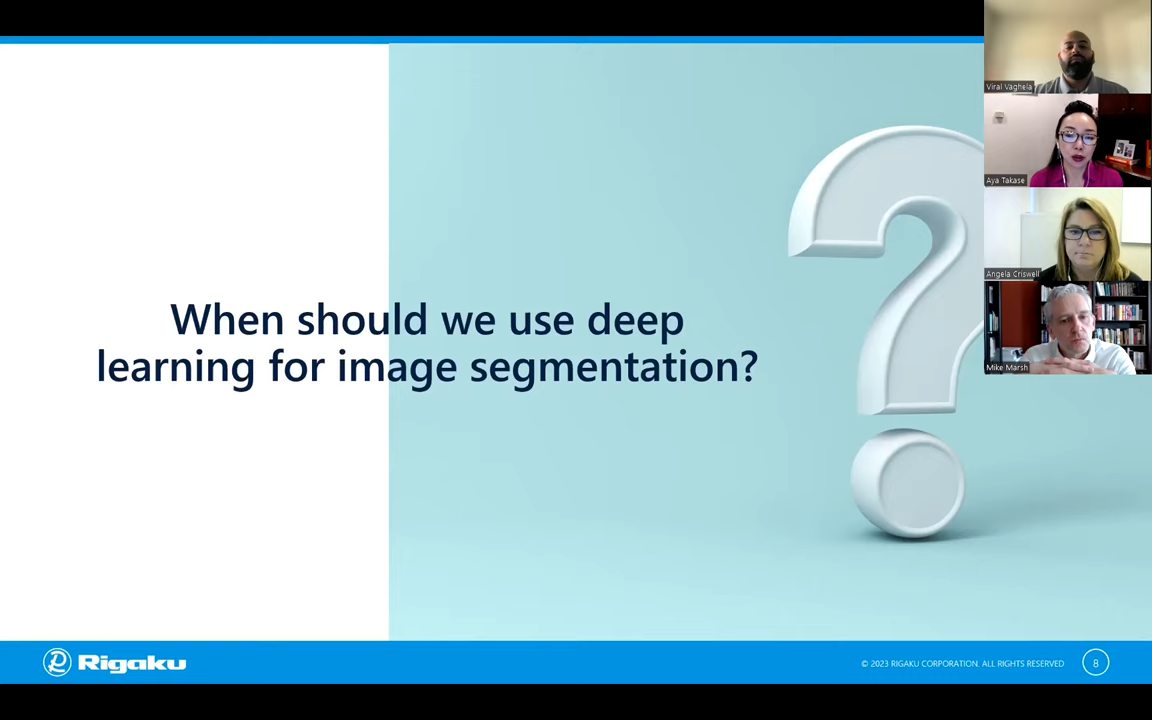 Viral Vaghela
Aya Takase
Angela Criswell
Mike Marsh
When should we use deep
learning for image segmentation?
Rigaku
© 2023 RIGAKU CORPORATION. ALL RIGHTS RESERVED
8